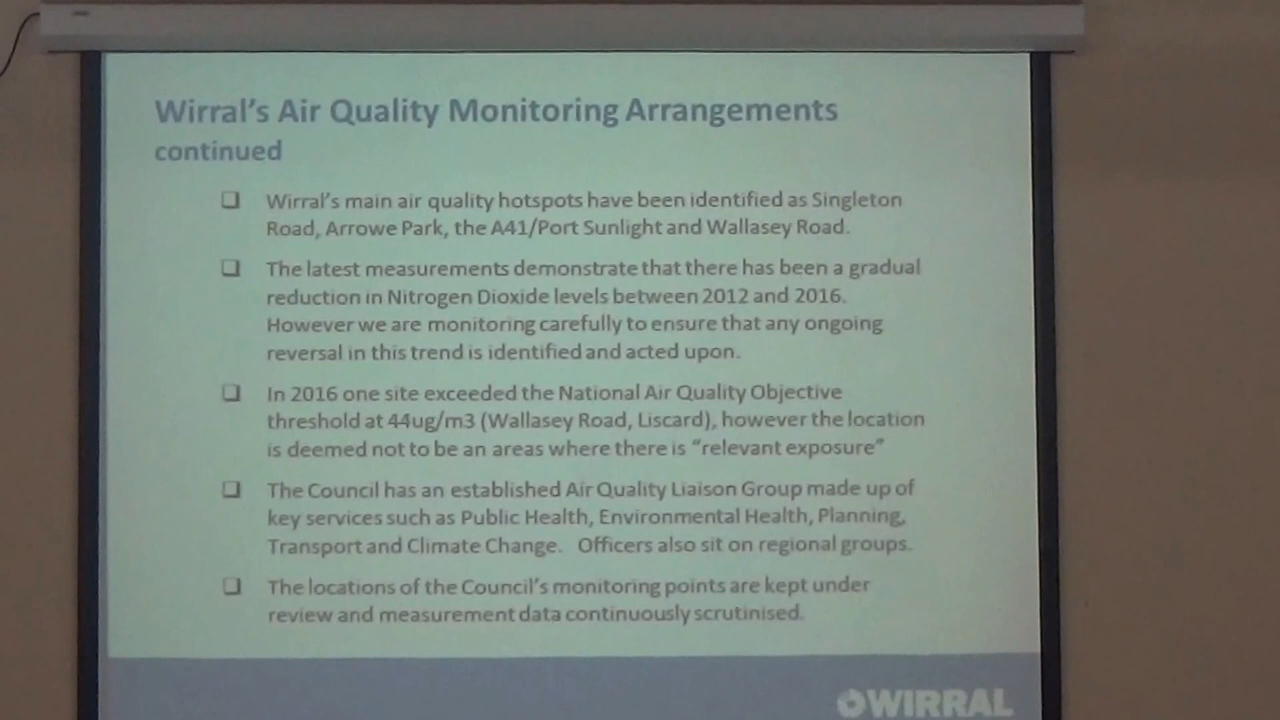 Wirral's Air Quality Monitoring Arrangements
continued
❑ Wirral's main air quality hotspots have been identified as Singleton
Road, Arrowe Park, the A41/Port Sunlight and Wallasey Road.
❑ The latest measurements demonstrate that there has been a gradual
reduction in Nitrogen Dioxide levels between 2012 and 2016.
However we are monitoring carefully to ensure that any ongoing
reversal in this trend is identified and acted upon.
❑ In 2016 one site exceeded the National Air Quality Objective
threshold at 44ug/m3 (Wallasey Road, Liscard), however the location
is deemed not to be an areas where there is "relevant exposure"
❑ The Council has an established Air Quality Liaison Group made up of
key services such as Public Health, Environmental Health, Planning,
Transport and Climate Change. Officers also sit on regional groups.
❑ The locations of the Council's monitoring points are kept under
review and measurement data continuously scrutinised.
WIRRAL